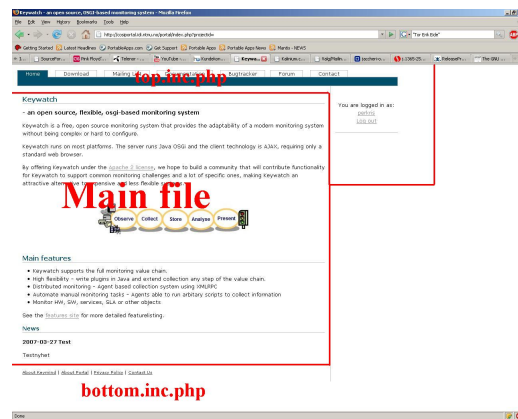 Keywatch - an open source, OSGI-based monitoring system - Mozilla Firefox
File Edit View History Bookmarks Tools Help
Getting Started Latest Headlines PortableApps.com Get Support Portable Apps Portable Apps News Mantis - NEWS
Home Download Mailing Bugtracker Forum Contact
top.inc.php
Keywatch
- an open source, flexible, osgi-based monitoring system
Keywatch is a free, open source monitoring system that provides the adaptability of a modern monitoring system
without being complex or hard to configure.
Keywatch runs on most platforms. The server runs Java OSGi and the client technology is AJAX, requiring only a
standard web browser.
By offering Keywatch under the apache 2 license, we hope to build a community that will contribute functionality
for Keywatch to support common monitoring challenges and a lot of specific ones, making Keywatch an
attractive alternative to expensive and less flexible systems.
You are logged in as:
perkins
Log out
Main file
Observe Collect Store Analyse Present
Main features
• Keywatch supports the full monitoring value chain.
• High flexibility - write plugins in Java and extend collection any step of the value chain.
• Distributed monitoring - Agent based collection system using XMLRPC
• Automate manual monitoring tasks - Agents able to run arbitary scripts to collect information
• Monitor HW, SW, services, SLA or other objects.
See the features site for more detailed featurelisting.
News
2007-03-27 Test
Testnyhet
About Keymind | About Portal | Privacy Policy | Contact Us
bottom.inc.php
Done